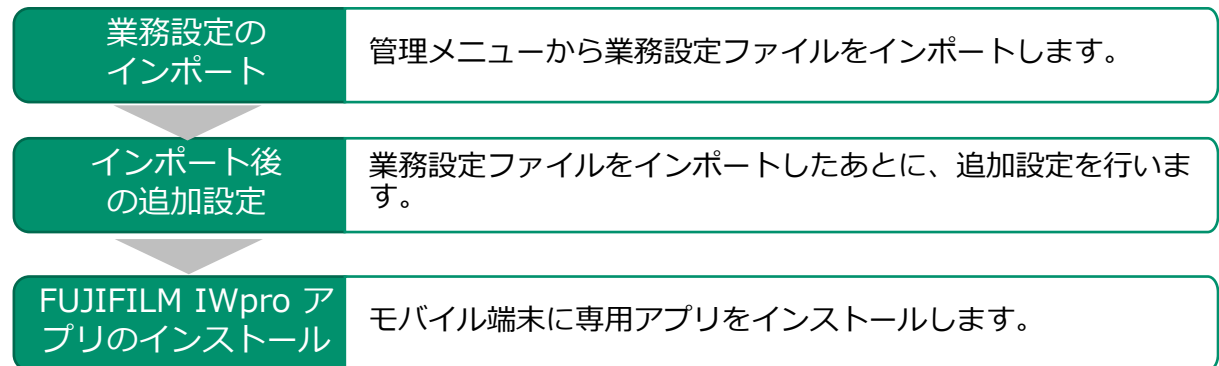 業務設定の
インポート
管理メニューから業務設定ファイルをインポートします。
インポート後
の追加設定
業務設定ファイルをインポートしたあとに、追加設定を行いま
す。
FUJIFILM IWpro ア
プリのインストール
モバイル端末に専用アプリをインストールします。